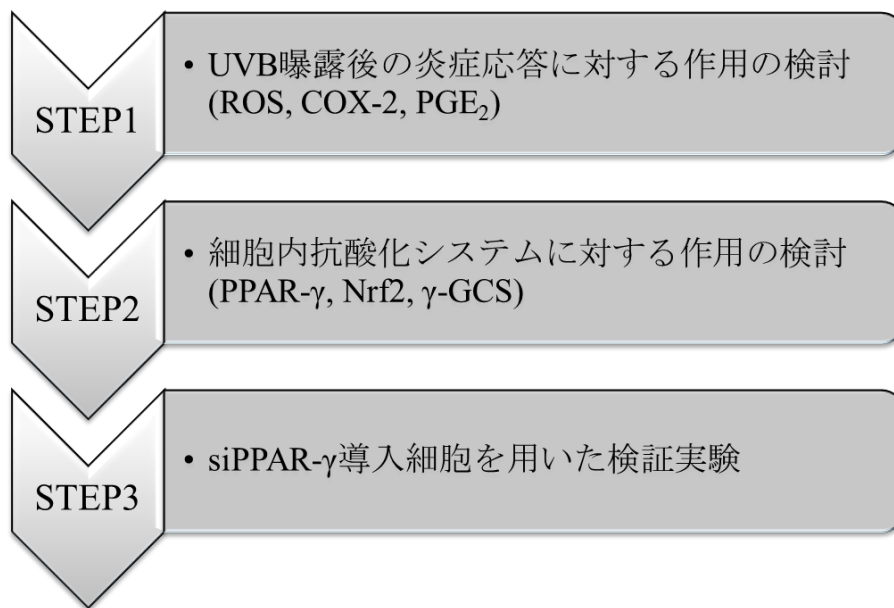 STEP1
• UVB曝露後の炎症応答に対する作用の検討
(ROS, COX-2, PGE₂)
STEP2
• 細胞内抗酸化システムに対する作用の検討
(PPAR-γ, Nrf2, γ-GCS)
STEP3
• siPPAR-γ導入細胞を用いた検証実験